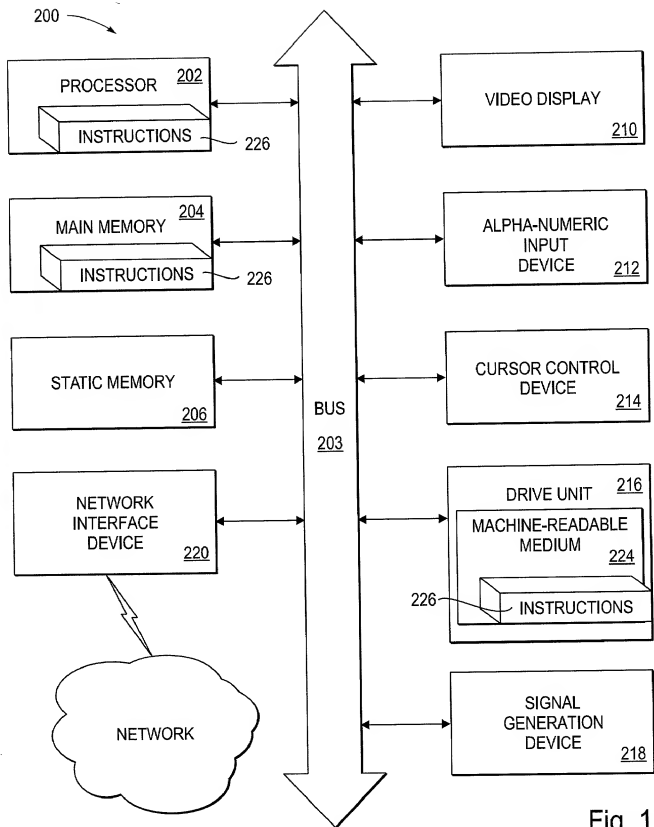 200
PROCESSOR
202
INSTRUCTIONS
226
MAIN MEMORY
204
INSTRUCTIONS
226
STATIC MEMORY
206
NETWORK
INTERFACE
DEVICE
220
NETWORK
BUS
203
VIDEO DISPLAY
210
ALPHA-NUMERIC
INPUT
DEVICE
212
CURSOR CONTROL
DEVICE
214
DRIVE UNIT
216
MACHINE-READABLE
MEDIUM
224
226
INSTRUCTIONS
SIGNAL
GENERATION
DEVICE
218
Fig. 1